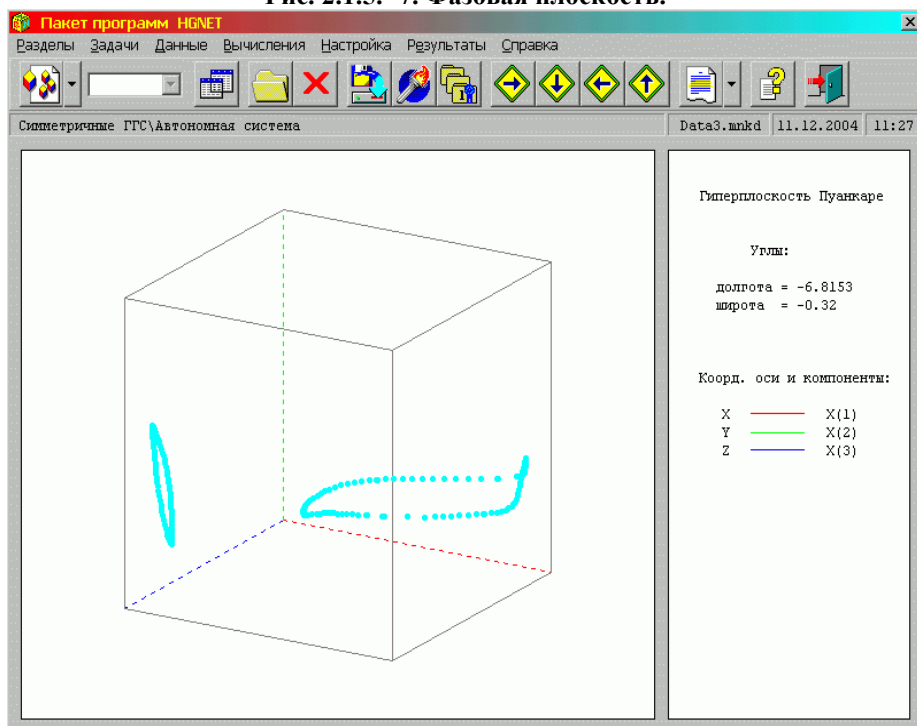 Рис. 2.1.5. -7. Фазовая плоскость.
Пакет программ HGNET
Разделы Задачи Данные Вычисления Настройка Результаты Справка
Симметричные ГГС\Автономная система Data3.mnkd 11.12.2004 11:27
Гиперплоскость Пуанкаре
Углы:
долгота = -6.8153
широта = -0.32
Коорд. оси и компоненты:
X X(1)
Y X(2)
Z X(3)